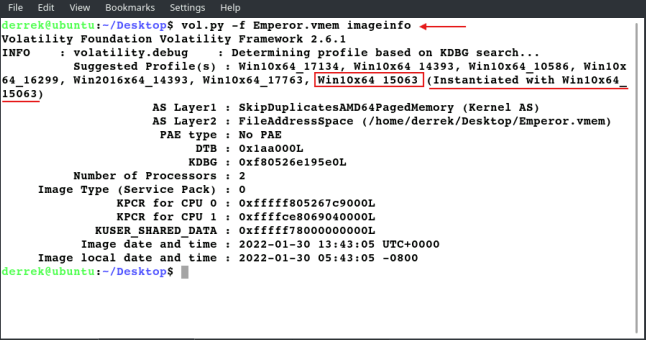 File Edit View Bookmarks Settings Help
derrek@ubuntu:~/Desktop$ vol.py -f Emperor.vmem imageinfo
Volatility Foundation Volatility Framework 2.6.1
INFO    : volatility.debug    : Determining profile based on KDBG search...
Suggested Profile(s) : Win10x64_17134, Win10x64_14393, Win10x64_10586, Win10x
64_16299, Win2016x64_14393, Win10x64_17763, Win10x64_15063 (Instantiated with Win10x64_
15063)
AS Layer1 : SkipDuplicatesAMD64PagedMemory (Kernel AS)
AS Layer2 : FileAddressSpace (/home/derrek/Desktop/Emperor.vmem)
PAE type : No PAE
DTB : 0x1aa000L
KDBG : 0xf80526e195e0L
Number of Processors : 2
Image Type (Service Pack) : 0
KPCR for CPU 0 : 0xfffff805267c9000L
KPCR for CPU 1 : 0xffffce8069040000L
KUSER_SHARED_DATA : 0xfffff78000000000L
Image date and time : 2022-01-30 13:43:05 UTC+0000
Image local date and time : 2022-01-30 05:43:05 -0800
derrek@ubuntu:~/Desktop$